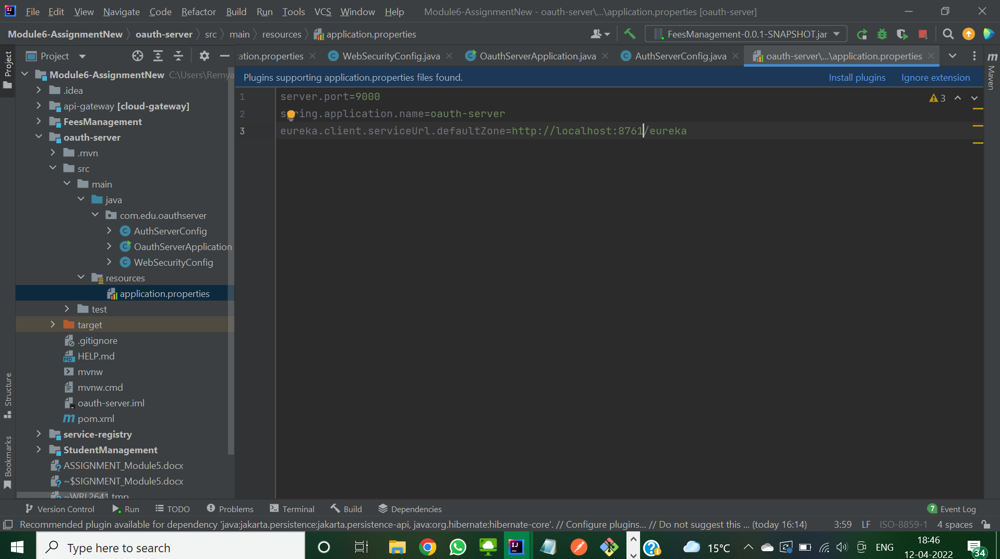 File Edit View Navigate Code Refactor Build Run Tools VCS Window Help Module6-AssignmentNew - oauth-server\...\application.properties [oauth-server]
Module6-AssignmentNew oauth-server src main resources application.properties FeesManagement-0.0.1-SNAPSHOT.jar
Project
ation.properties WebSecurityConfig.java OauthServerApplication.java AuthServerConfig.java oauth-server\...\application.properties
Plugins supporting application.properties files found. Install plugins Ignore extension
Project
Structure
Bookmarks
Maven
Module6-AssignmentNew C:\Users\Remya
.idea
api-gateway [cloud-gateway]
FeesManagement
oauth-server
.mvn
src
main
java
com.edu.oauthserver
AuthServerConfig
OauthServerApplication
WebSecurityConfig
resources
application.properties
test
target
.gitignore
HELP.md
mvnw
mvnw.cmd
oauth-server.iml
pom.xml
service-registry
StudentManagement
ASSIGNMENT_Module5.docx
~$SIGNMENT_Module5.docx
~WRL2641.tmp
1 server.port=9000
2 spring.application.name=oauth-server
3 eureka.client.serviceUrl.defaultZone=http://localhost:8761/eureka
3
Version Control Run TODO Problems Terminal Build Dependencies 7 Event Log
Recommended plugin available for dependency 'java:jakarta.persistence:jakarta.persistence-api, java:org.hibernate:hibernate-core'. // Configure plugins... // Do not suggest this ... (today 16:14) 3:59 LF ISO-8859-1 4 spaces
Type here to search
15°C ENG
18:46
12-04-2022
34